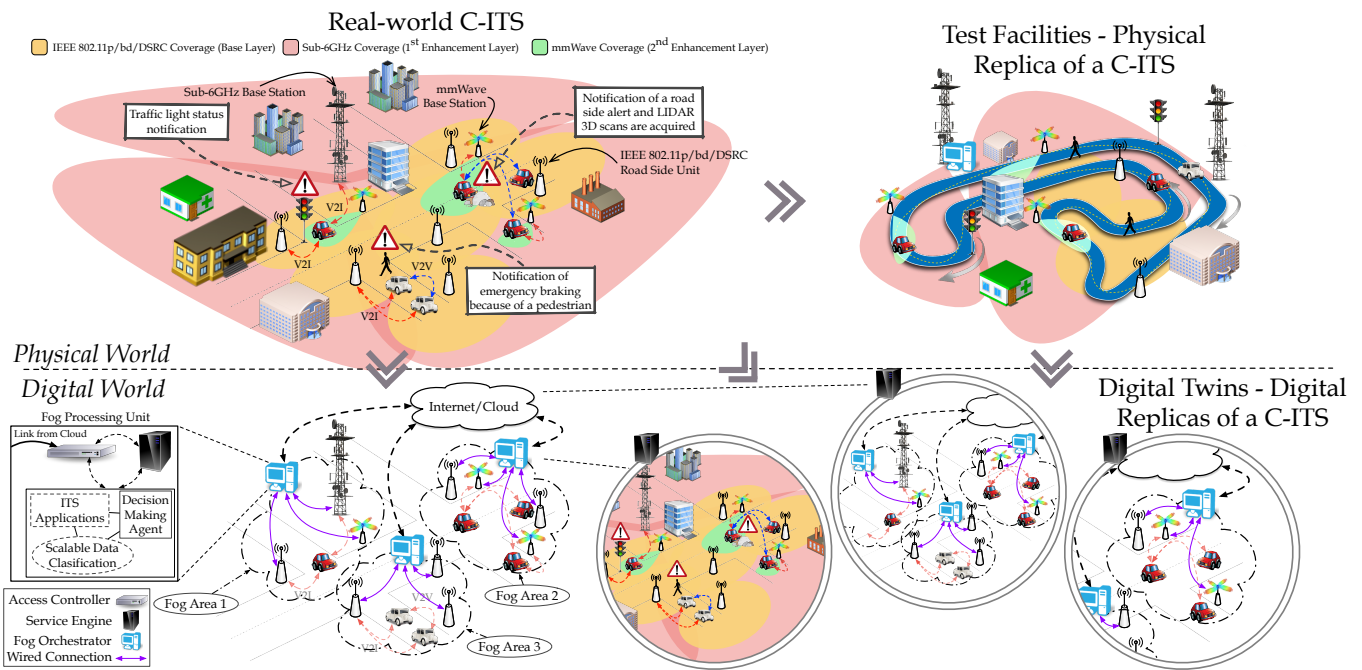 Real-world C-ITS
IEEE 802.11p/bd/DSRC Coverage (Base Layer)
Sub-6GHz Coverage (1st Enhancement Layer)
mmWave Coverage (2nd Enhancement Layer)
Test Facilities - Physical
Replica of a C-ITS
Sub-6GHz Base Station
mmWave
Base Station
Notification of a road
side alert and LIDAR
3D scans are acquired
Traffic light status
notification
IEEE 802.11p/bd/DSRC
Road Side Unit
V2I
V2I
V2V
V2I
Notification of
emergency braking
because of a pedestrian
Physical World
Digital World
Digital Twins - Digital
Replicas of a C-ITS
Internet/Cloud
Fog Processing Unit
Link from Cloud
ITS
Applications
Decision
Making
Agent
Scalable Data
Clasification
Fog Area 1
V2I
V2V
V2I
Fog Area 2
Fog Area 3
Access Controller
Service Engine
Fog Orchestrator
Wired Connection